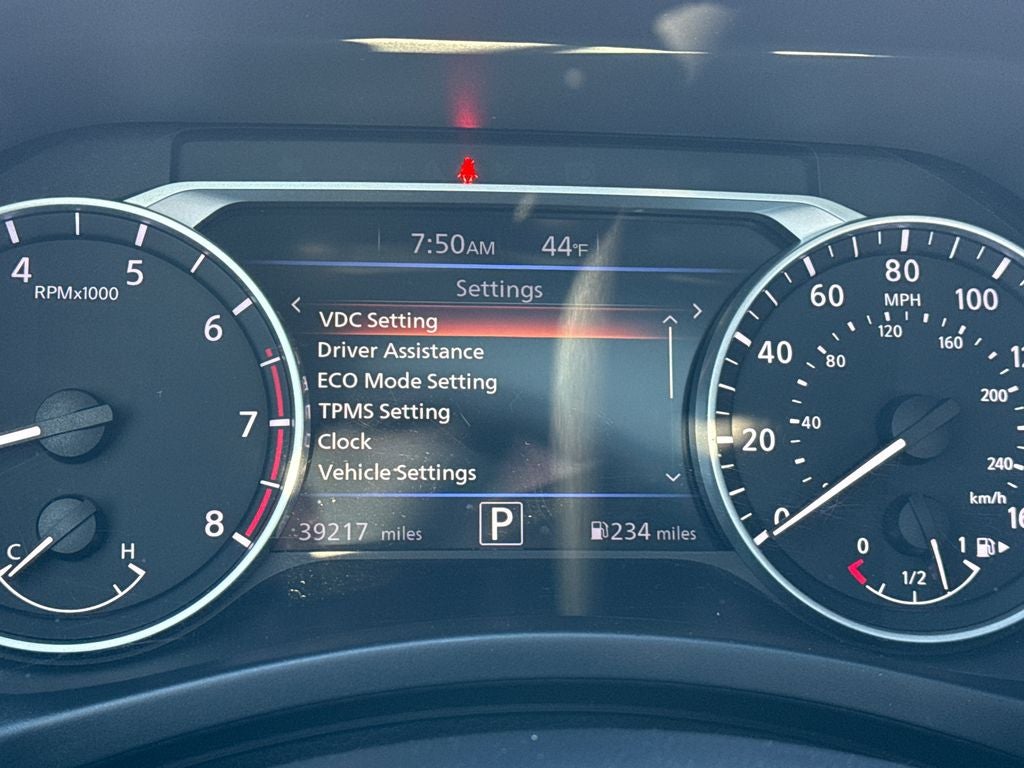 7:50AM 44°F
Settings
VDC Setting
Driver Assistance
ECO Mode Setting
TPMS Setting
Clock
Vehicle Settings
39217 miles
P
234 miles
4
5
6
7
8
RPMx1000
C
H
0
20
40
60
80
100
MPH
40
80
120
160
200
240
km/h
0
1/2
1